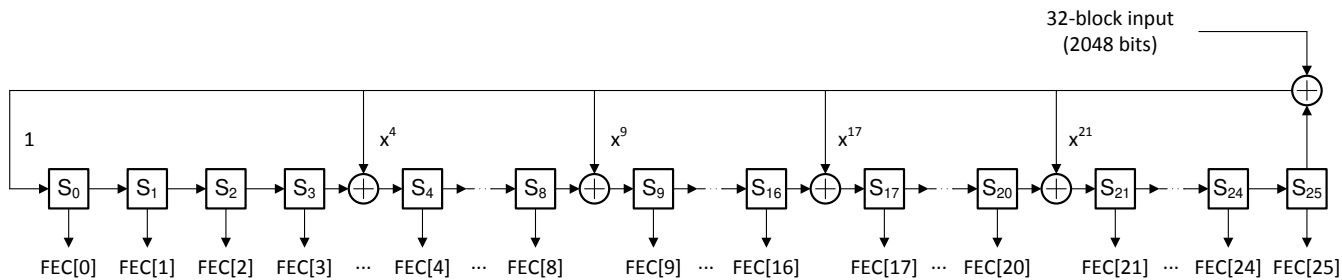 32-block input
(2048 bits)
1
x⁴
x⁹
x¹⁷
x²¹
S₀ S₁ S₂ S₃ S₄ ... S₈ S₉ ... S₁₆ S₁₇ ... S₂₀ S₂₁ ... S₂₄ S₂₅
FEC[0] FEC[1] FEC[2] FEC[3] ... FEC[4] ... FEC[8] FEC[9] ... FEC[16] FEC[17] ... FEC[20] FEC[21] ... FEC[24] FEC[25]